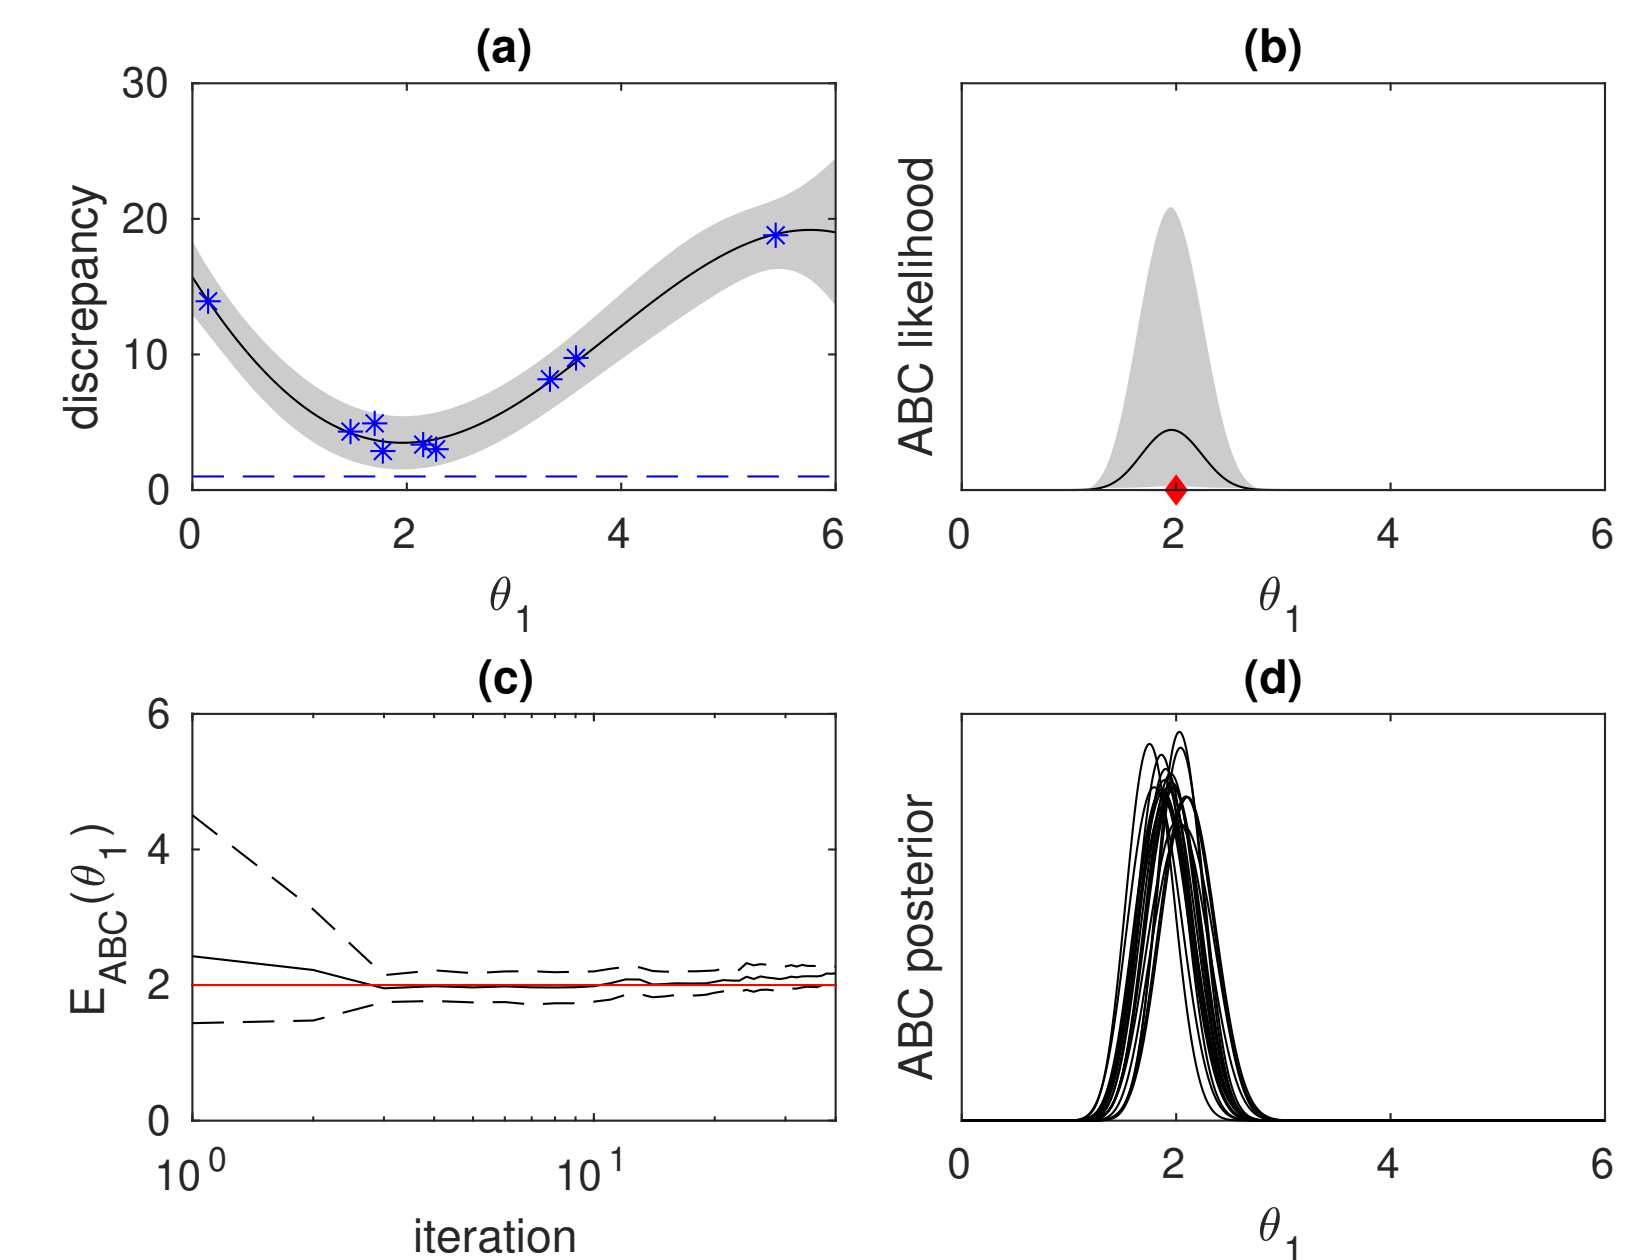 (a)
30
20
10
0
discrepancy
0 2 4 6
θ1
(b)
ABC likelihood
0 2 4 6
θ1
(c)
6
4
2
0
E_ABC(θ1)
10^0 10^1
iteration
(d)
ABC posterior
0 2 4 6
θ1